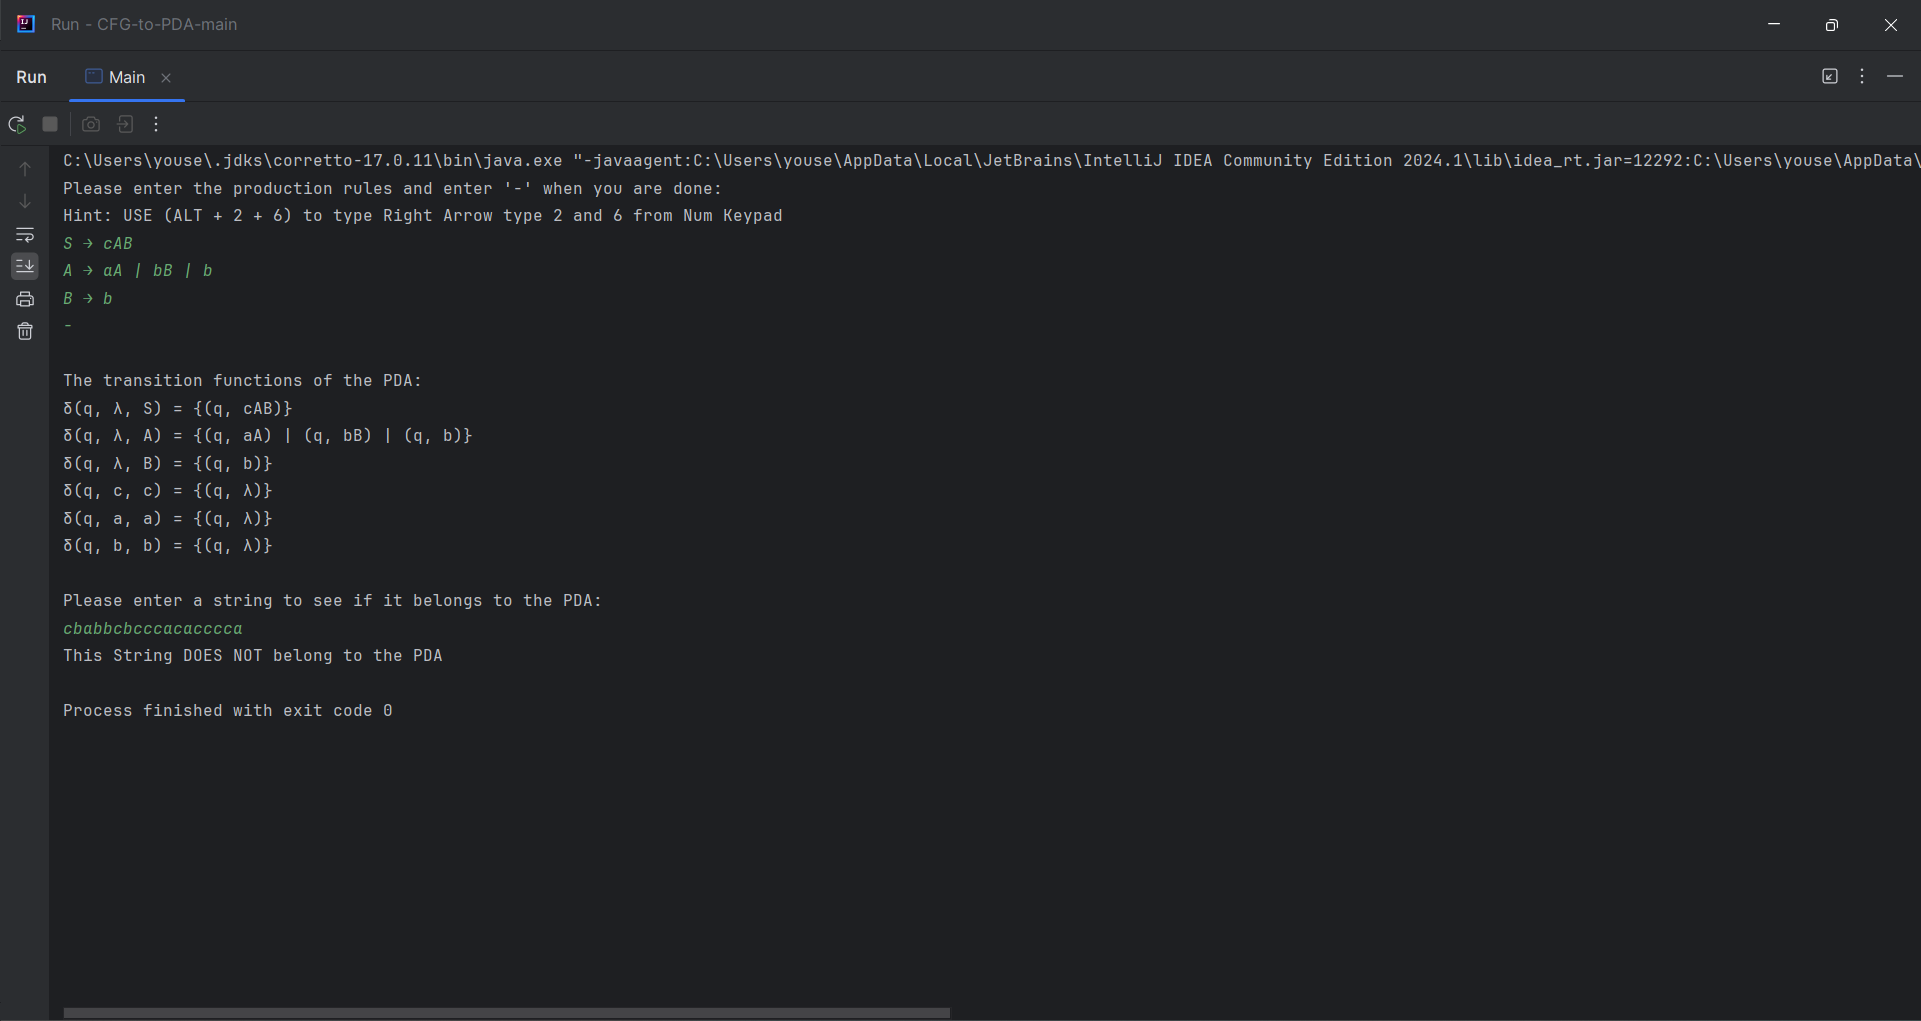 Run - CFG-to-PDA-main
Run Main
C:\Users\youse\.jdks\corretto-17.0.11\bin\java.exe "-javaagent:C:\Users\youse\AppData\Local\JetBrains\IntelliJ IDEA Community Edition 2024.1\lib\idea_rt.jar=12292:C:\Users\youse\AppData\
Please enter the production rules and enter '-' when you are done:
Hint: USE (ALT + 2 + 6) to type Right Arrow type 2 and 6 from Num Keypad
S → cAB
A → aA | bB | b
B → b
-
The transition functions of the PDA:
δ(q, λ, S) = {(q, cAB)}
δ(q, λ, A) = {(q, aA) | (q, bB) | (q, b)}
δ(q, λ, B) = {(q, b)}
δ(q, c, c) = {(q, λ)}
δ(q, a, a) = {(q, λ)}
δ(q, b, b) = {(q, λ)}
Please enter a string to see if it belongs to the PDA:
cbabbcbcccacacccca
This String DOES NOT belong to the PDA
Process finished with exit code 0